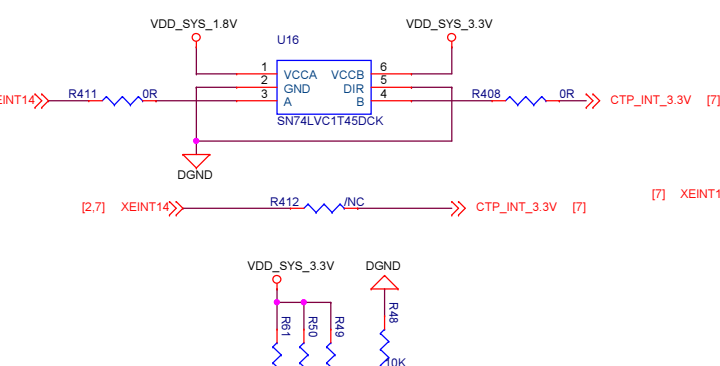 VDD_SYS_1.8V
VDD_SYS_3.3V
U16
1 VCCA VCCB 6
2 GND DIR 5
3 A B 4
SN74LVC1T45DCK
EINT14 R411 0R
R408 0R CTP_INT_3.3V [7]
DGND
[2,7] XEINT14 R412 /NC CTP_INT_3.3V [7]
[7] XEINT1
VDD_SYS_3.3V
DGND
R61
R50
R49
R48
10K